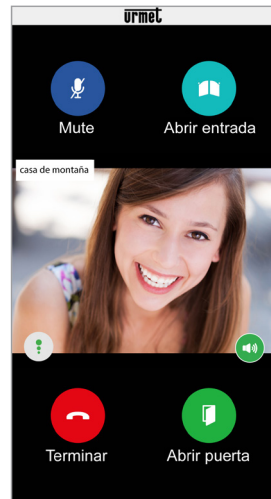 urmet
Mute
Abrir entrada
casa de montaña
Terminar
Abrir puerta